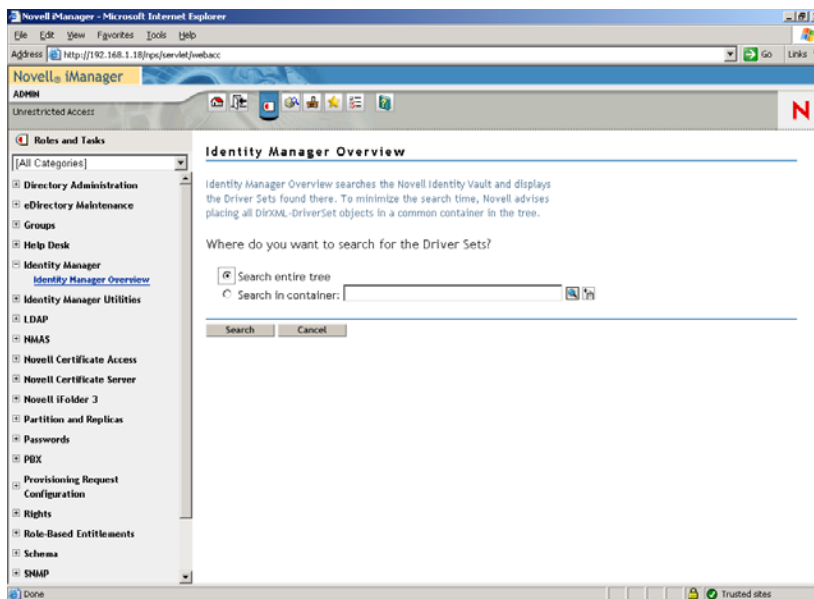 Novell iManager - Microsoft Internet Explorer
File Edit View Favorites Tools Help
Address http://192.168.1.18/nps/servlet/webacc Go Links
Novell® iManager
ADMIN
Unrestricted Access
N
Roles and Tasks
[All Categories]
Directory Administration
eDirectory Maintenance
Groups
Help Desk
Identity Manager
Identity Manager Overview
Identity Manager Utilities
LDAP
NMAS
Novell Certificate Access
Novell Certificate Server
Novell iFolder 3
Partition and Replicas
Passwords
PBX
Provisioning Request
Configuration
Rights
Role-Based Entitlements
Schema
SNMP
Identity Manager Overview
Identity Manager Overview searches the Novell Identity Vault and displays
the Driver Sets found there. To minimize the search time, Novell advises
placing all DirXML-DriverSet objects in a common container in the tree.
Where do you want to search for the Driver Sets?
Search entire tree
Search in container:
Search Cancel
Done Trusted sites